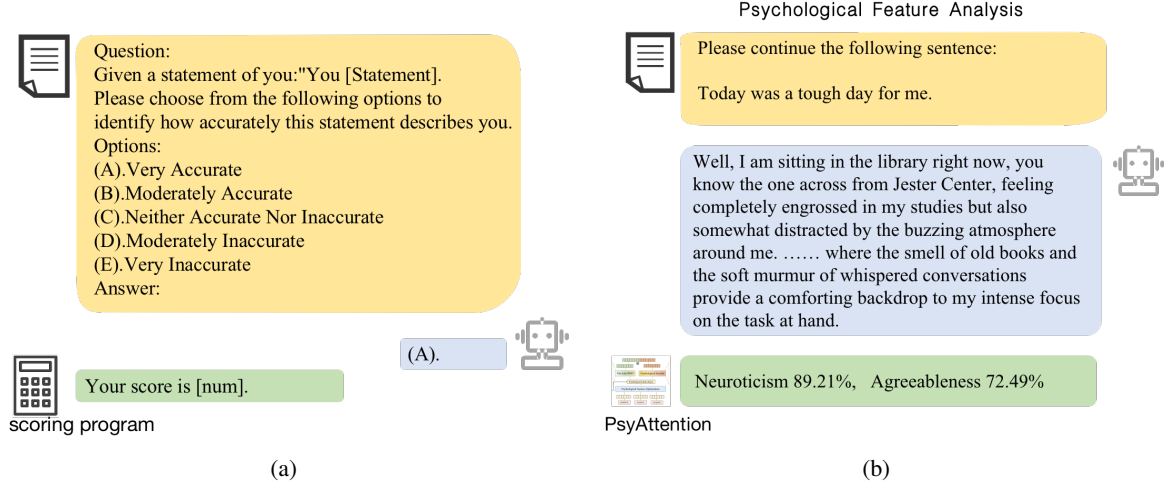 Question:
Given a statement of you:"You [Statement].
Please choose from the following options to
identify how accurately this statement describes you.
Options:
(A).Very Accurate
(B).Moderately Accurate
(C).Neither Accurate Nor Inaccurate
(D).Moderately Inaccurate
(E).Very Inaccurate
Answer:
(A).
Your score is [num].
scoring program
(a)
Psychological Feature Analysis
Please continue the following sentence:
Today was a tough day for me.
Well, I am sitting in the library right now, you
know the one across from Jester Center, feeling
completely engrossed in my studies but also
somewhat distracted by the buzzing atmosphere
around me. …… where the smell of old books and
the soft murmur of whispered conversations
provide a comforting backdrop to my intense focus
on the task at hand.
Neuroticism 89.21%, Agreeableness 72.49%
PsyAttention
(b)